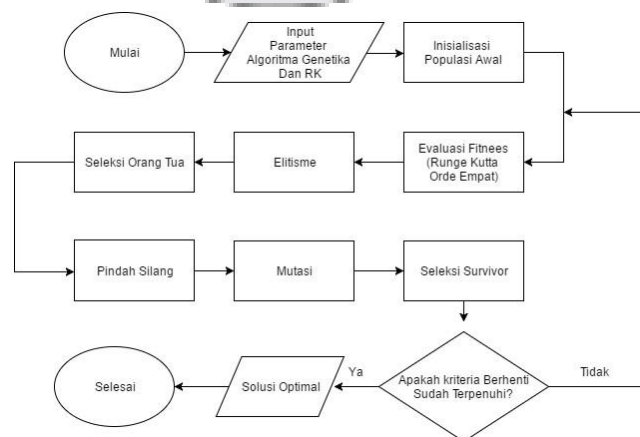 Mulai
Input
Parameter
Algoritma Genetika
Dan RK
Inisialisasi
Populasi Awal
Seleksi Orang Tua
Elitisme
Evaluasi Fitnees
(Runge Kutta
Orde Empat)
Pindah Silang
Mutasi
Seleksi Survivor
Selesai
Solusi Optimal
Ya
Apakah kriteria Berhenti
Sudah Terpenuhi?
Tidak